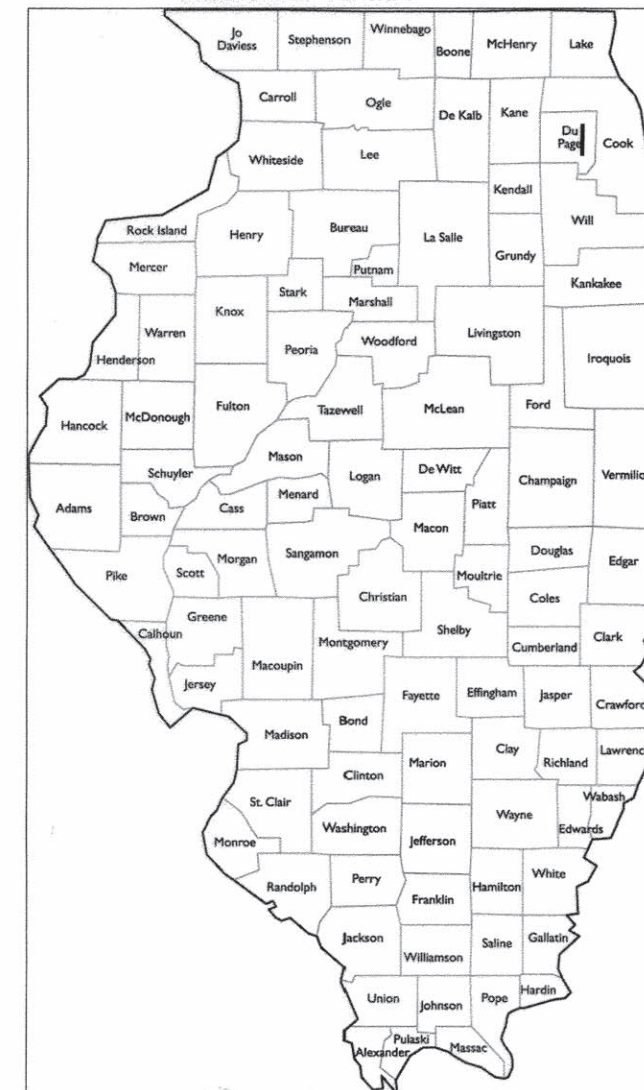 Jo
Daviess
Stephenson
Winnebago
Boone
McHenry
Lake
Carroll
Ogle
De Kalb
Kane
Du
Page
Cook
Whiteside
Lee
Kendall
Will
Rock Island
Henry
Bureau
La Salle
Grundy
Mercer
Putnam
Kankakee
Stark
Marshall
Knox
Warren
Henderson
Peoria
Woodford
Livingston
Iroquois
Fulton
Tazewell
McLean
Ford
Hancock
McDonough
Mason
Logan
De Witt
Champaign
Vermilio
Schuyler
Menard
Piatt
Adams
Brown
Cass
Macon
Sangamon
Morgan
Scott
Pike
Douglas
Edgar
Moultrie
Christian
Coles
Greene
Calhoun
Shelby
Montgomery
Macoupin
Cumberland
Clark
Jersey
Fayette
Effingham
Jasper
Crawford
Bond
Madison
Marion
Clay
Richland
Lawrenc
Clinton
St. Clair
Wabash
Wayne
Washington
Edwards
Monroe
Jefferson
White
Perry
Randolph
Hamilton
Franklin
Jackson
Saline
Gallatin
Williamson
Hardin
Union
Johnson
Pope
Pulaski
Alexander
Massac